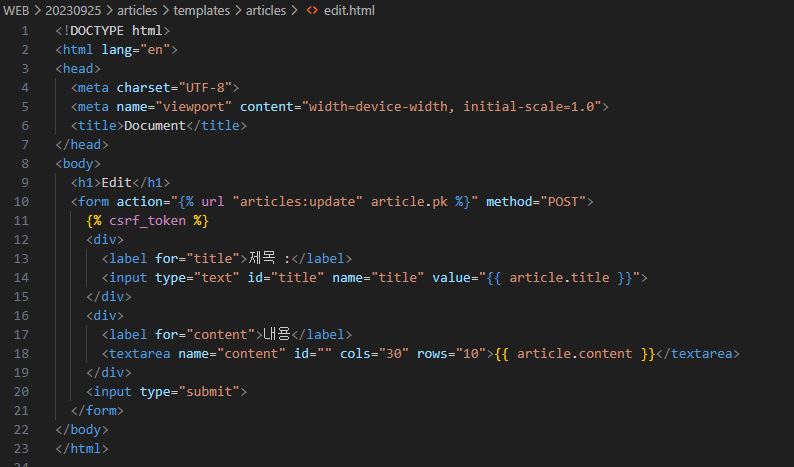 WEB > 20230925 > articles > templates > articles > <> edit.html
1 <!DOCTYPE html>
2 <html lang="en">
3 <head>
4 <meta charset="UTF-8">
5 <meta name="viewport" content="width=device-width, initial-scale=1.0">
6 <title>Document</title>
7 </head>
8 <body>
9 <h1>Edit</h1>
10 <form action="{% url "articles:update" article.pk %}" method="POST">
11 {% csrf_token %}
12 <div>
13 <label for="title">제목 :</label>
14 <input type="text" id="title" name="title" value="{{ article.title }}">
15 </div>
16 <div>
17 <label for="content">내용</label>
18 <textarea name="content" id="" cols="30" rows="10">{{ article.content }}</textarea>
19 </div>
20 <input type="submit">
21 </form>
22 </body>
23 </html>
24